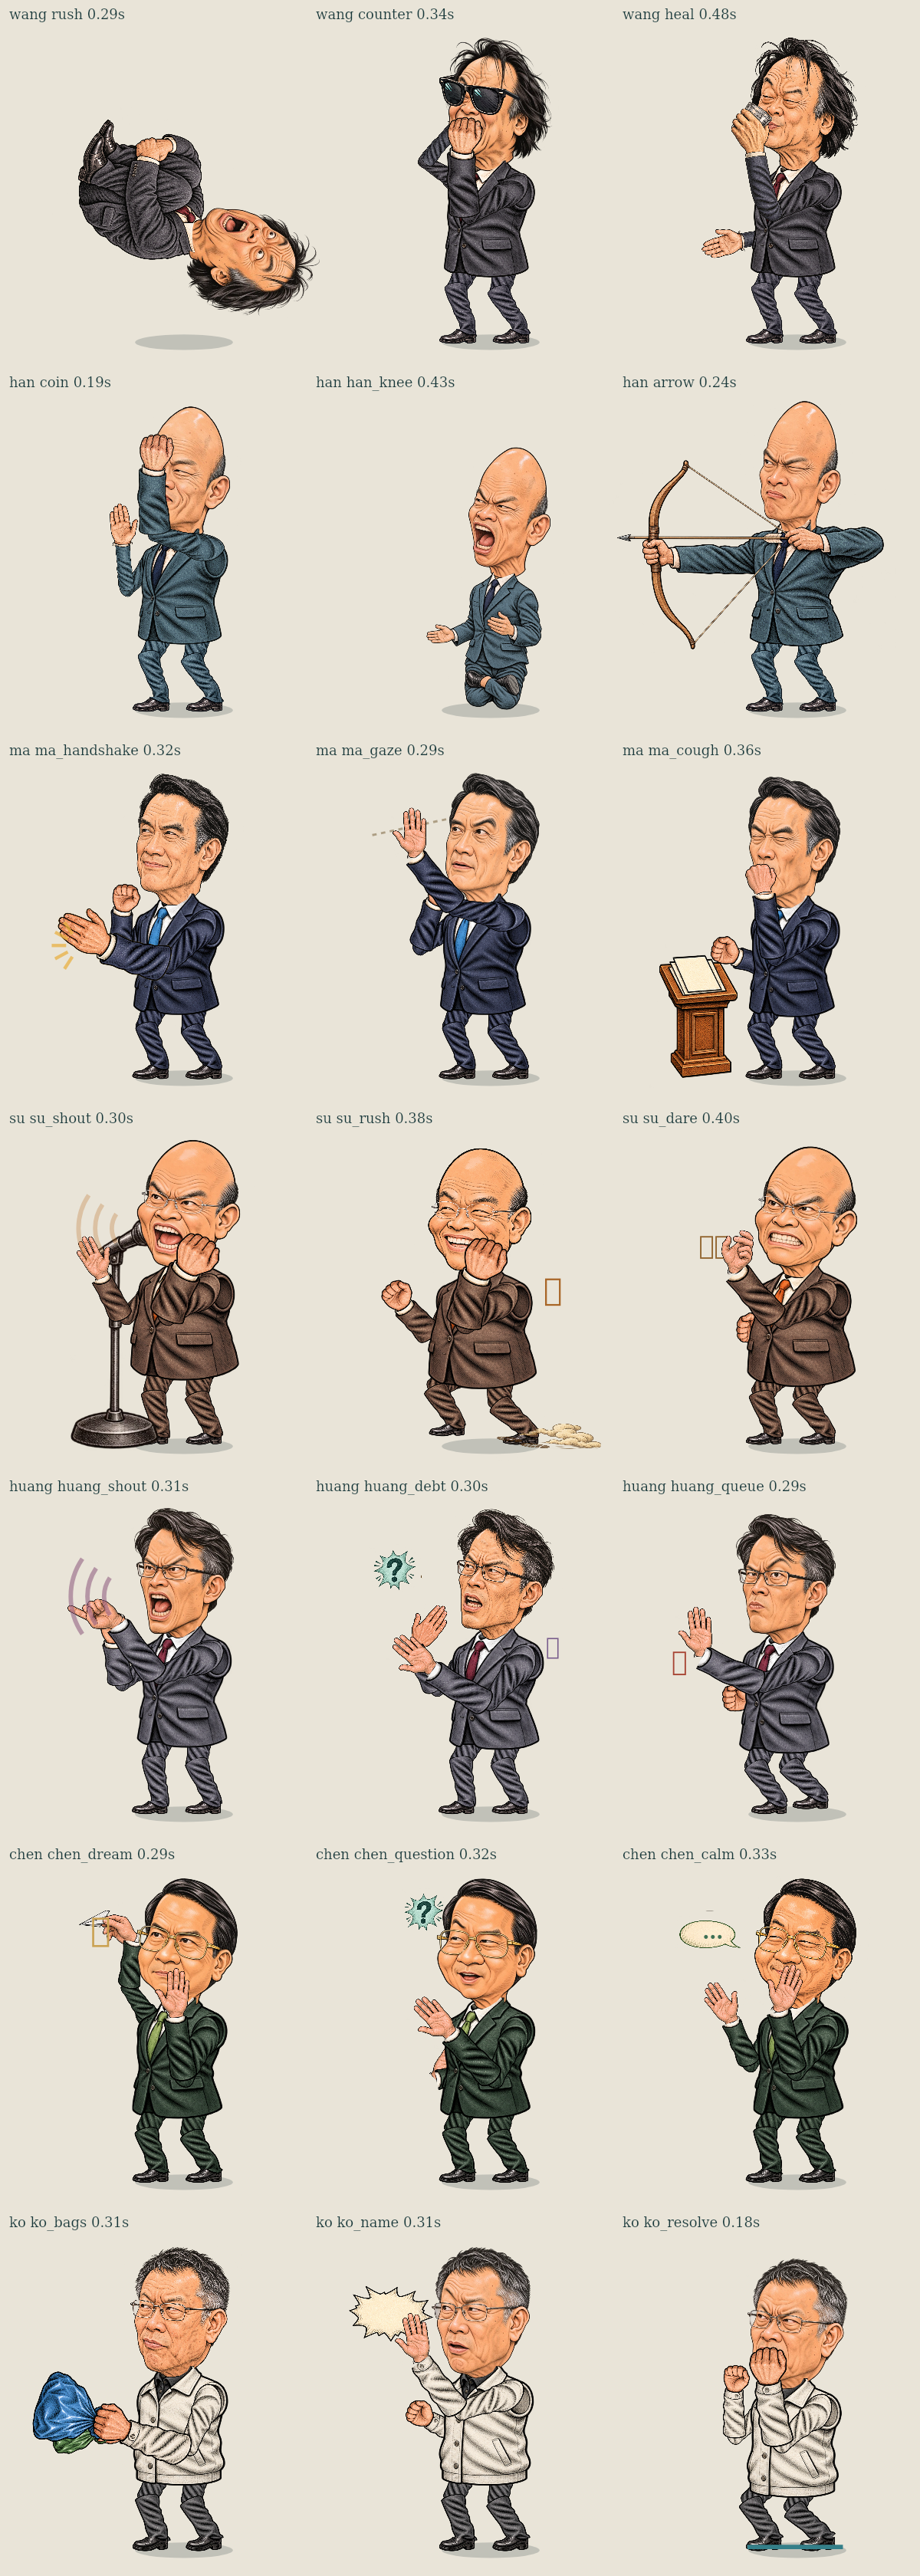 wang rush 0.29s
wang counter 0.34s
wang heal 0.48s
han coin 0.19s
han han_knee 0.43s
han arrow 0.24s
ma ma_handshake 0.32s
ma ma_gaze 0.29s
ma ma_cough 0.36s
su su_shout 0.30s
su su_rush 0.38s
su su_dare 0.40s
huang huang_shout 0.31s
huang huang_debt 0.30s
huang huang_queue 0.29s
?
chen chen_dream 0.29s
chen chen_question 0.32s
chen chen_calm 0.33s
?
...
ko ko_bags 0.31s
ko ko_name 0.31s
ko ko_resolve 0.18s